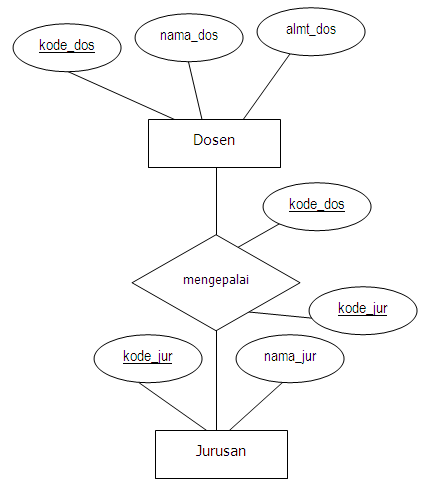 kode_dos
nama_dos
almt_dos
Dosen
kode_dos
mengepalai
kode_jur
kode_jur
nama_jur
Jurusan